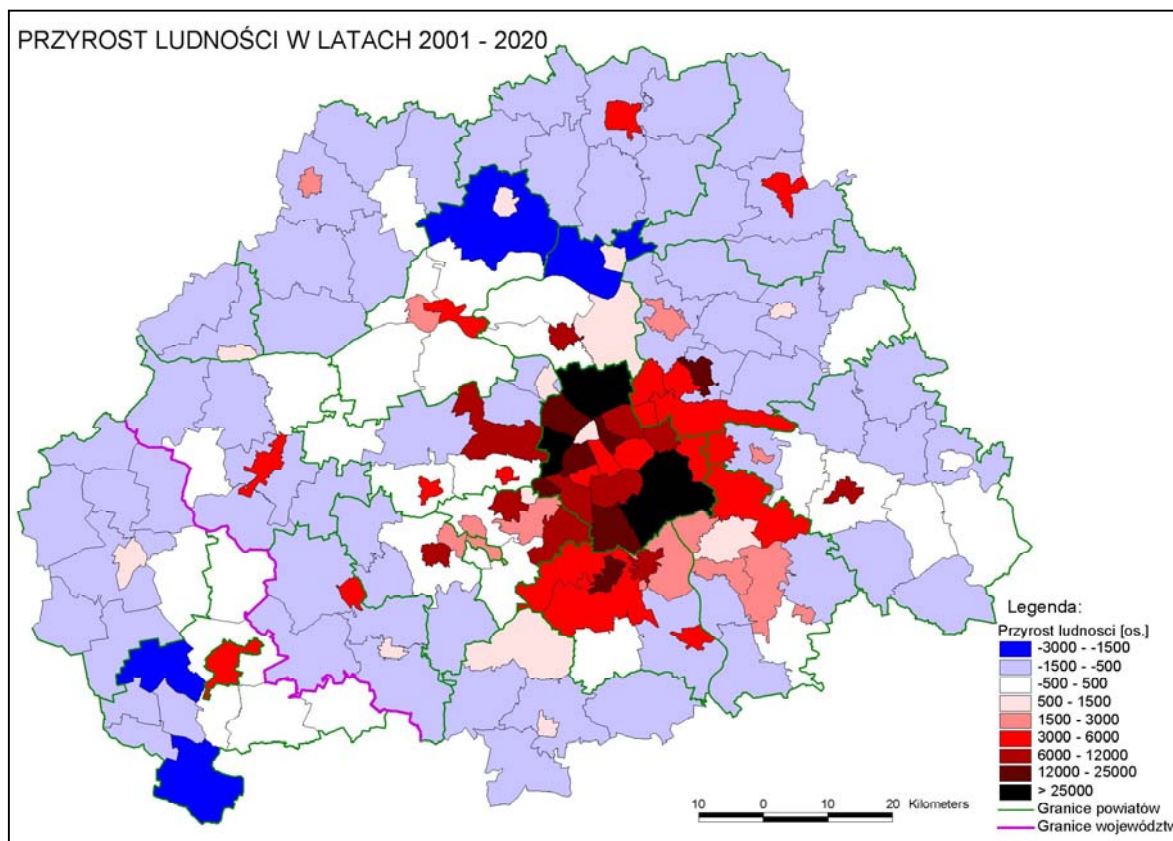 PRZYROST LUDNOŚCI W LATACH 2001 - 2020
Legenda:
Przyrost ludnosci [os.]
-3000 - -1500
-1500 - -500
-500 - 500
500 - 1500
1500 - 3000
3000 - 6000
6000 - 12000
12000 - 25000
> 25000
Granice powiatów
Granice województw
10 0 10 20 Kilometers